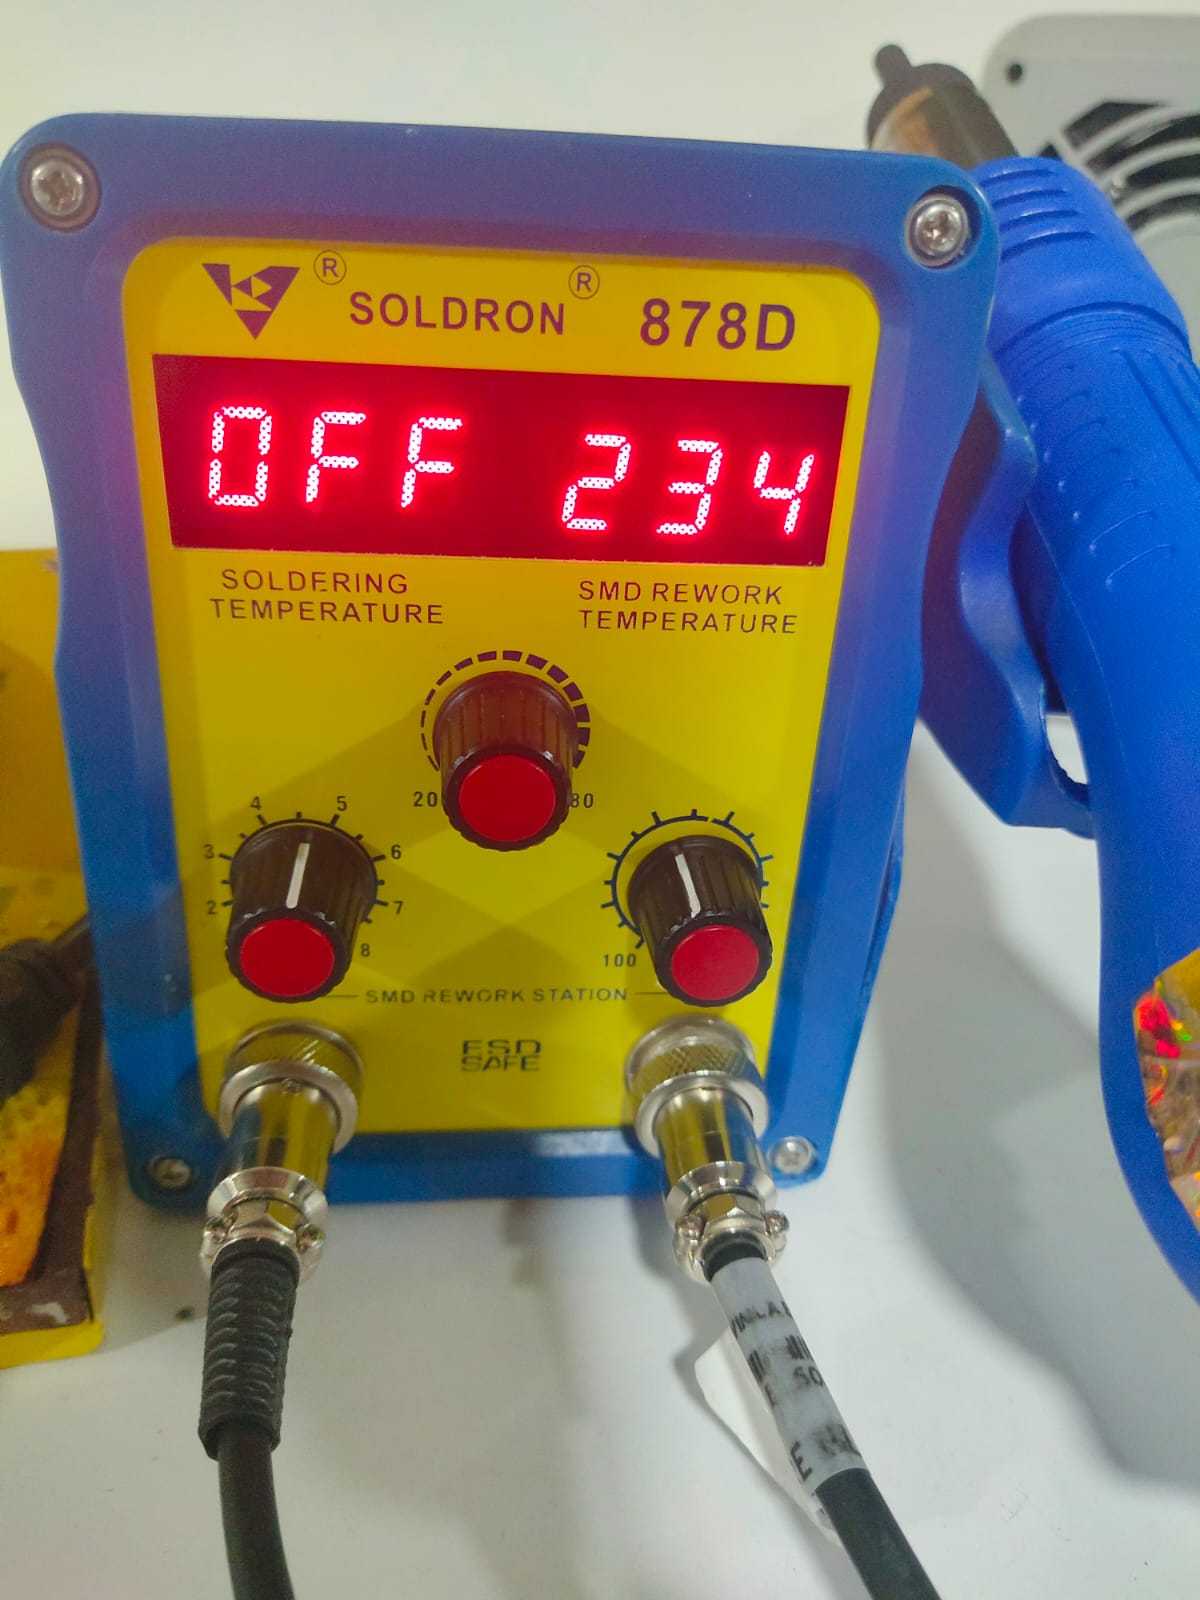 ®
SOLDRON ®
878D
OFF 234
SOLDERING
TEMPERATURE
SMD REWORK
TEMPERATURE
20 80
4 5
3 6
2 7
8
100
SMD REWORK STATION
ESD
SAFE